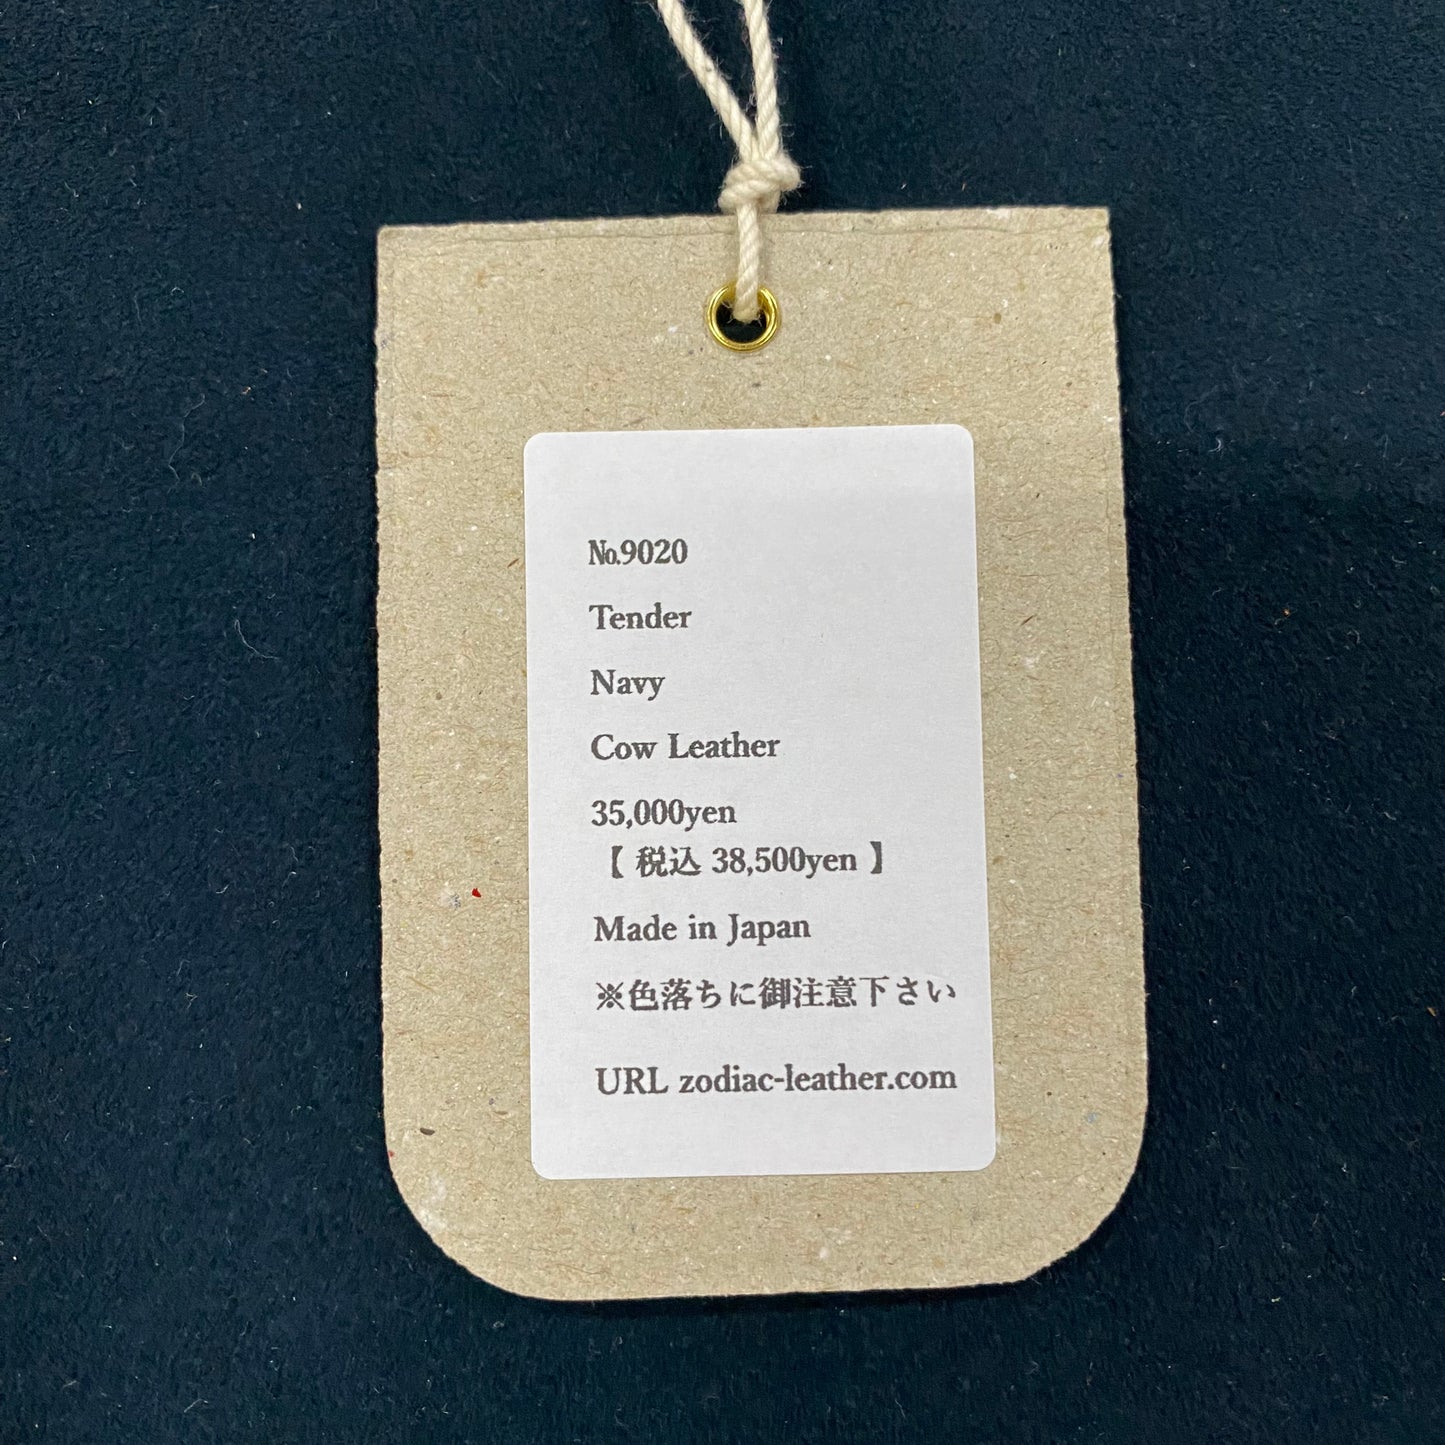 №9020
Tender
Navy
Cow Leather
35,000yen
【 税込 38,500yen 】
Made in Japan
※色落ちに御注意下さい
URL zodiac-leather.com